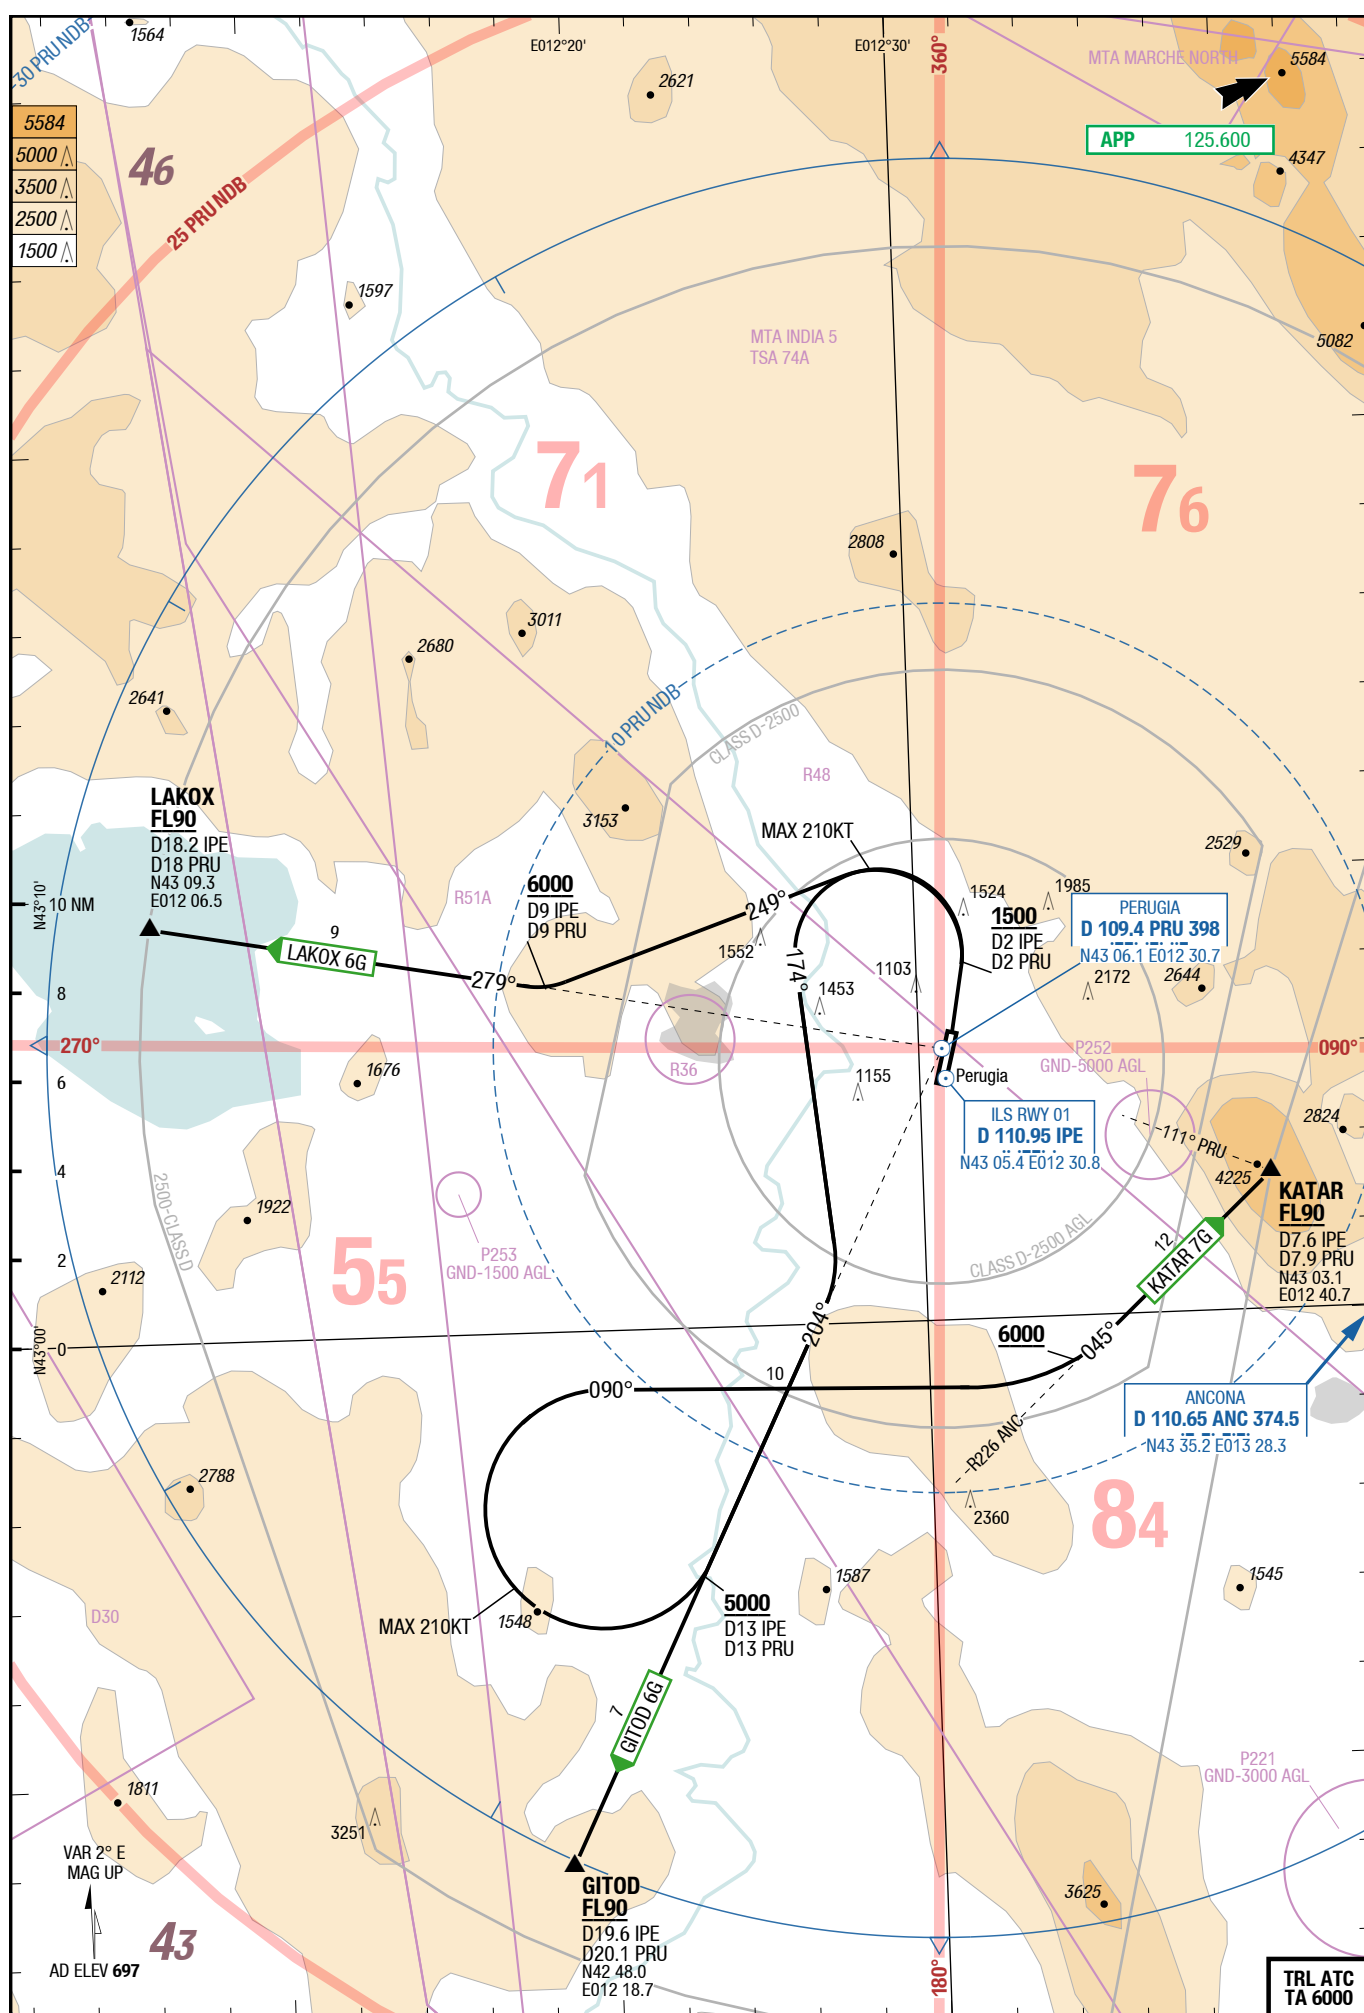 30 PRU NDB
1564
E012°20'
E012°30'
360°
MTA MARCHE NORTH
5584
2621
APP 125.600
4347
5584
5000
3500
2500
1500
46
25 PRU NDB
1597
MTA INDIA 5
TSA 74A
5082
71
76
2808
3011
2680
2641
10 PRU NDB
CLASS D-2500
R48
3153
MAX 210KT
2529
LAKOX
FL90
D18.2 IPE
D18 PRU
N43 09.3
E012 06.5
N43°10'
10 NM
R51A
6000
D9 IPE
D9 PRU
249°
1552
174°
1453
1103
1524
1985
1500
D2 IPE
D2 PRU
PERUGIA
D 109.4 PRU 398
N43 06.1 E012 30.7
2172
2644
9
LAKOX 6G
279°
8
270°
090°
6
1676
R36
1155
Perugia
P252
GND-5000 AGL
ILS RWY 01
D 110.95 IPE
N43 05.4 E012 30.8
2824
111° PRU
4225
4
KATAR
FL90
D7.6 IPE
D7.9 PRU
N43 03.1
E012 40.7
2500-CLASS D
1922
P253
GND-1500 AGL
55
CLASS D-2500 AGL
12
KATAR 7G
2
2112
204°
6000
045°
N43°00'
0
10
090°
ANCONA
D 110.65 ANC 374.5
N43 35.2 E013 28.3
R226 ANC
2788
84
2360
1587
1545
D30
MAX 210KT
1548
5000
D13 IPE
D13 PRU
7
GITOD 6G
P221
GND-3000 AGL
1811
3251
VAR 2° E
MAG UP
GITOD
FL90
D19.6 IPE
D20.1 PRU
N42 48.0
E012 18.7
3625
43
AD ELEV 697
180°
TRL ATC
TA 6000